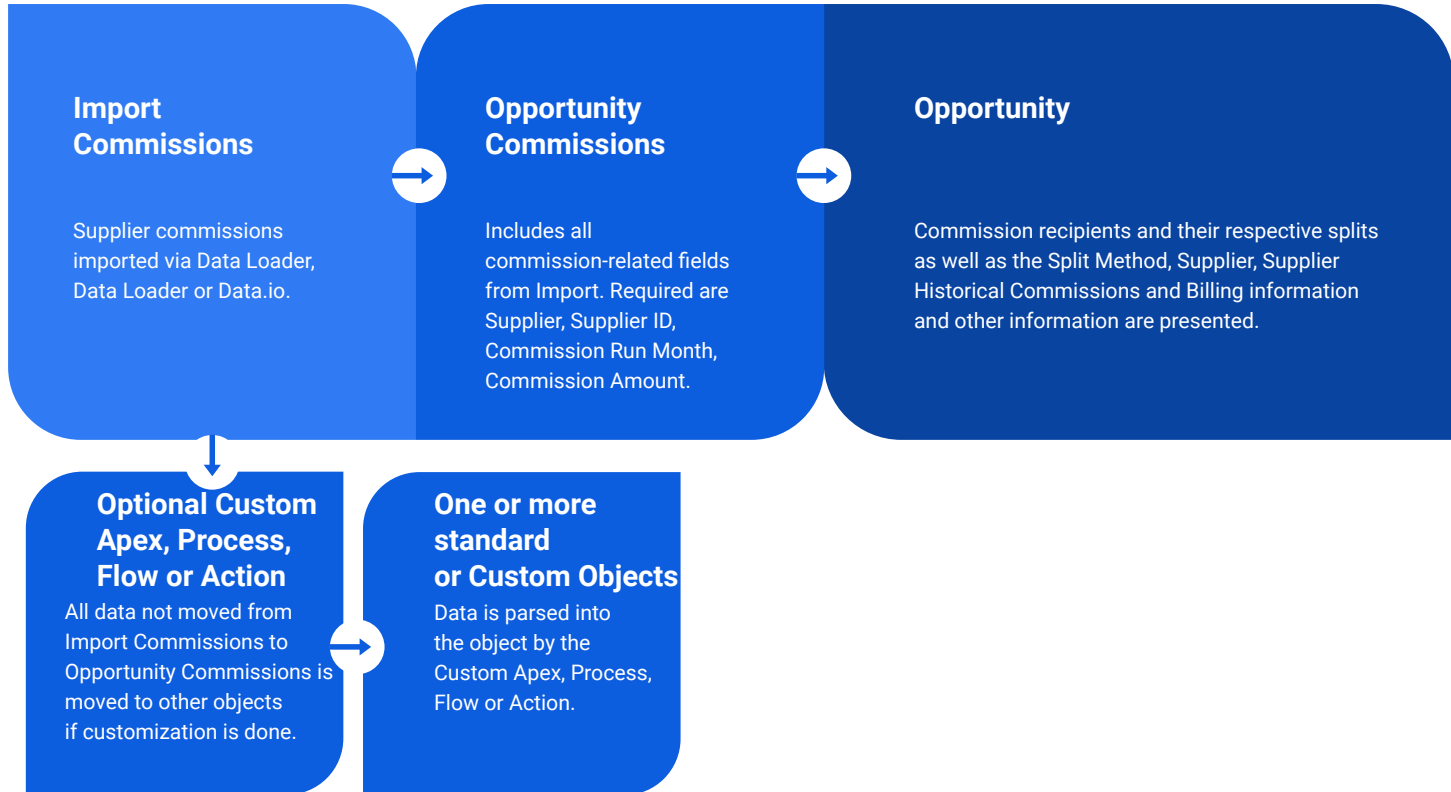 Import
Commissions
Supplier commissions
imported via Data Loader,
Data Loader or Data.io.
Opportunity
Commissions
Includes all
commission-related fields
from Import. Required are
Supplier, Supplier ID,
Commission Run Month,
Commission Amount.
Opportunity
Commission recipients and their respective splits
as well as the Split Method, Supplier, Supplier
Historical Commissions and Billing information
and other information are presented.
Optional Custom
Apex, Process,
Flow or Action
All data not moved from
Import Commissions to
Opportunity Commissions is
moved to other objects
if customization is done.
One or more
standard
or Custom Objects
Data is parsed into
the object by the
Custom Apex, Process,
Flow or Action.